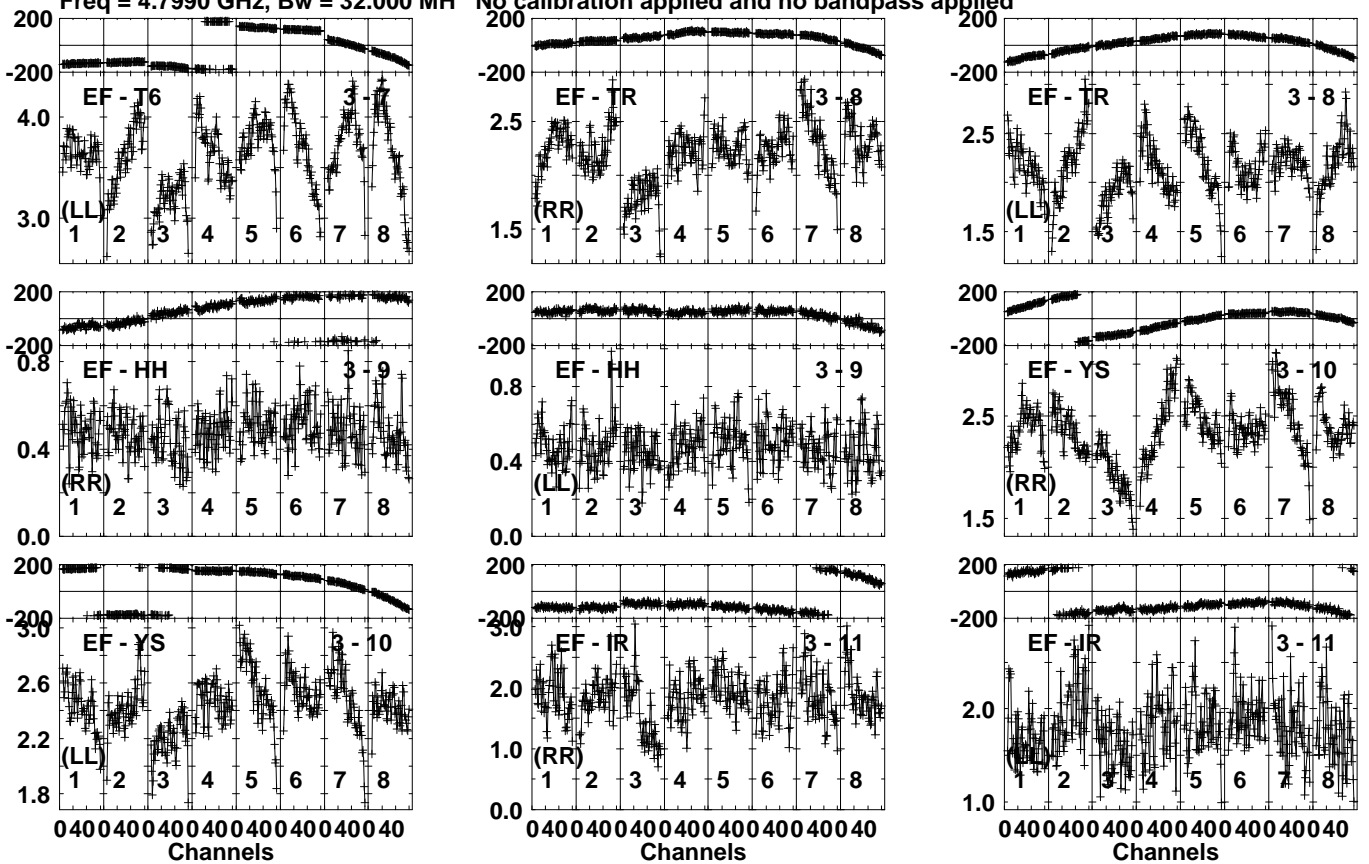 Freq = 4.7990 GHz, Bw = 32.000 MH No calibration applied and no bandpass applied
200
-200
EF - T6 3 - 7
4.0
3.0
(LL)
1 2 3 4 5 6 7 8
200
-200
EF - TR 3 - 8
2.5
1.5
(RR)
1 2 3 4 5 6 7 8
200
-200
EF - TR 3 - 8
2.5
1.5
(LL)
1 2 3 4 5 6 7 8
200
-200
0.8
EF - HH 3 - 9
0.4
(RR)
1 2 3 4 5 6 7 8
0.0
200
-200
EF - HH 3 - 9
0.8
0.4
(LL)
1 2 3 4 5 6 7 8
0.0
200
-200
EF - YS 3 - 10
2.5
(RR)
1 2 3 4 5 6 7 8
1.5
200
-200
3.0
EF - YS 3 - 10
2.6
2.2
(LL)
1 2 3 4 5 6 7 8
1.8
0 40 0 40 0 40 0 40 0 40 0 40 0 40 0 40
Channels
200
-200
3.0
EF - IR 3 - 11
2.0
1.0
(RR)
1 2 3 4 5 6 7 8
0.0
0 40 0 40 0 40 0 40 0 40 0 40 0 40 0 40
Channels
200
-200
EF - IR 3 - 11
2.0
(LL)
1 2 3 4 5 6 7 8
1.0
0 40 0 40 0 40 0 40 0 40 0 40 0 40 0 40
Channels